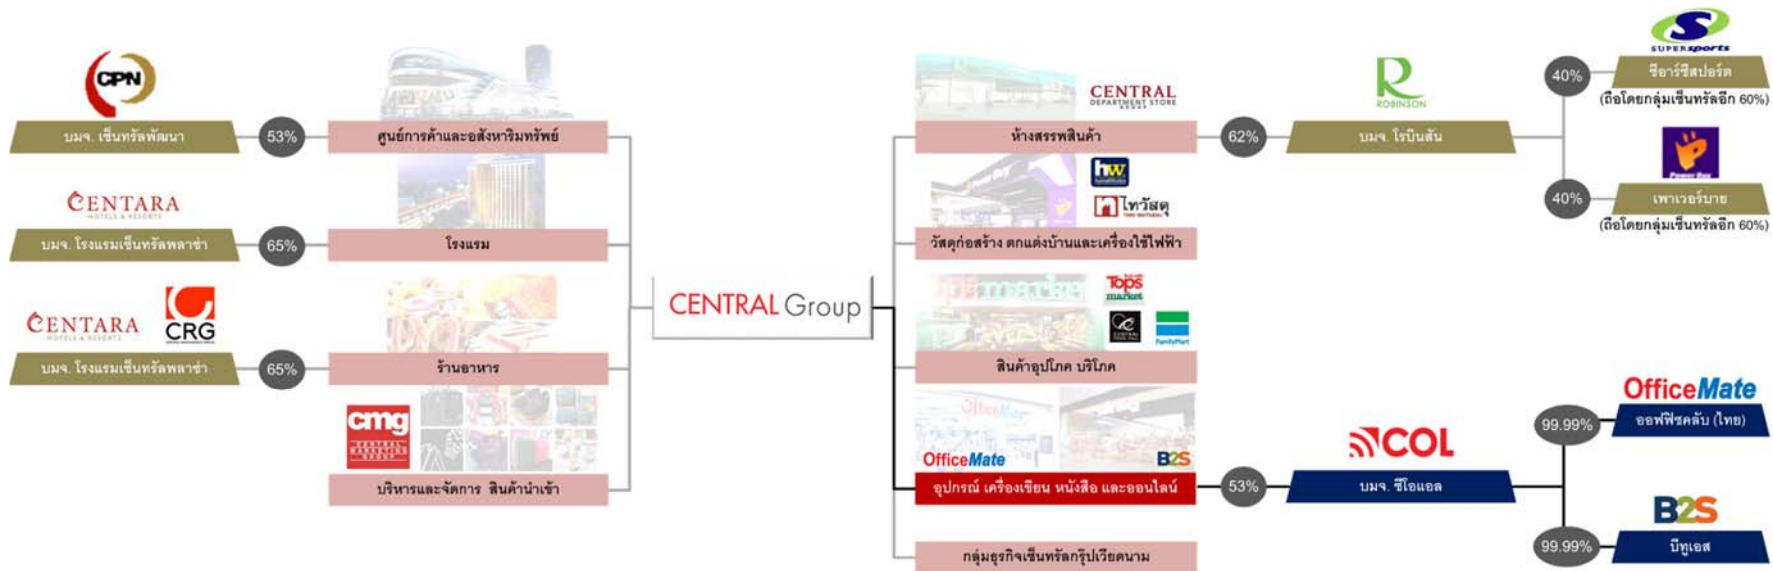 CPN
บมจ. เซ็นทรัลพัฒนา
53%
ศูนย์การค้าและอสังหาริมทรัพย์
CENTARA
HOTELS & RESORTS
บมจ. โรงแรมเซ็นทรัลพลาซ่า
65%
โรงแรม
CENTARA
HOTELS & RESORTS
CRG
บมจ. โรงแรมเซ็นทรัลพลาซ่า
65%
ร้านอาหาร
cmg
CENTRAL
MARKETING
GROUP
บริหารและจัดการ สินค้านำเข้า
CENTRAL Group
CENTRAL
DEPARTMENT STORE
GROUP
ห้างสรรพสินค้า
62%
ROBINSON
บมจ. โรบินสัน
40%
SUPERsports
ซีอาร์ซีสปอร์ต
(ถือโดยกลุ่มเซ็นทรัลอีก 60%)
40%
Power Buy
เพาเวอร์บาย
(ถือโดยกลุ่มเซ็นทรัลอีก 60%)
hw.
ไทวัสดุ
วัสดุก่อสร้าง ตกแต่งบ้านและเครื่องใช้ไฟฟ้า
Tops
market
CENTRAL
FamilyMart
สินค้าอุปโภค บริโภค
OfficeMate
OfficeMate
B2S
อุปกรณ์ เครื่องเขียน หนังสือ และออนไลน์
53%
COL
บมจ. ซีโอแอล
99.99%
OfficeMate
ออฟฟิซคลับ (ไทย)
99.99%
B2S
บีทูเอส
กลุ่มธุรกิจเซ็นทรัลกรุ๊ปเวียดนาม